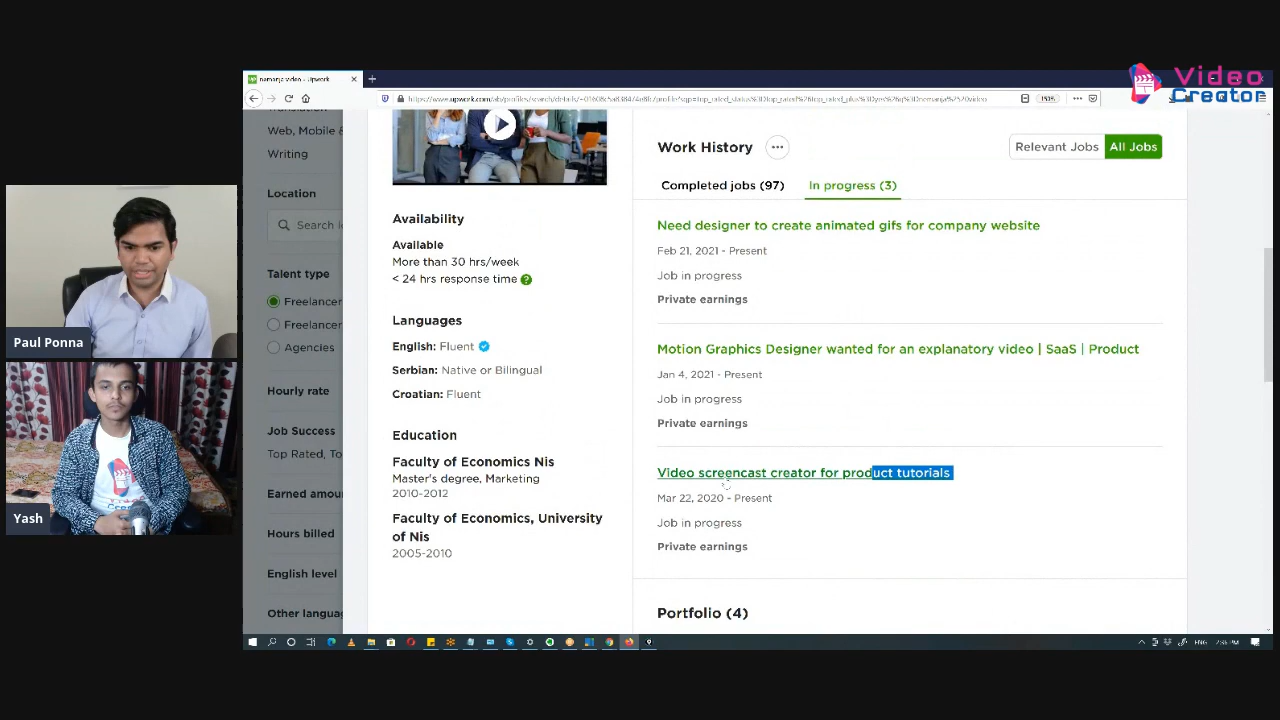 Video
Creator
namanja video - Upwork
Web, Mobile &
Writing
Location
Search l
Talent type
Freelancer
Freelancer
Agencies
Hourly rate
Job Success
Top Rated, To
Earned amou
Hours billed
English level
Other langua
Availability
Available
More than 30 hrs/week
< 24 hrs response time
Languages
English: Fluent
Serbian: Native or Bilingual
Croatian: Fluent
Education
Faculty of Economics Nis
Master's degree, Marketing
2010-2012
Faculty of Economics, University
of Nis
2005-2010
Work History
Relevant Jobs All Jobs
Completed jobs (97) In progress (3)
Need designer to create animated gifs for company website
Feb 21, 2021 - Present
Job in progress
Private earnings
Motion Graphics Designer wanted for an explanatory video | SaaS | Product
Jan 4, 2021 - Present
Job in progress
Private earnings
Video screencast creator for product tutorials
Mar 22, 2020 - Present
Job in progress
Private earnings
Portfolio (4)
Paul Ponna
Yash
ENG